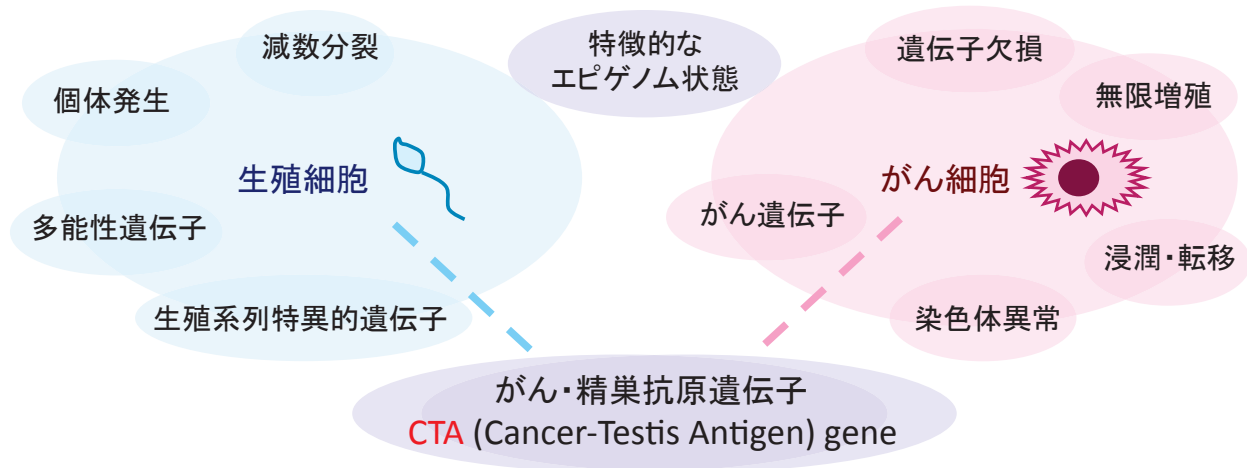 減数分裂
個体発生
生殖細胞
多能性遺伝子
生殖系列特異的遺伝子
特徴的な
エピゲノム状態
遺伝子欠損
無限増殖
がん細胞
がん遺伝子
浸潤・転移
染色体異常
がん・精巣抗原遺伝子
CTA (Cancer-Testis Antigen) gene